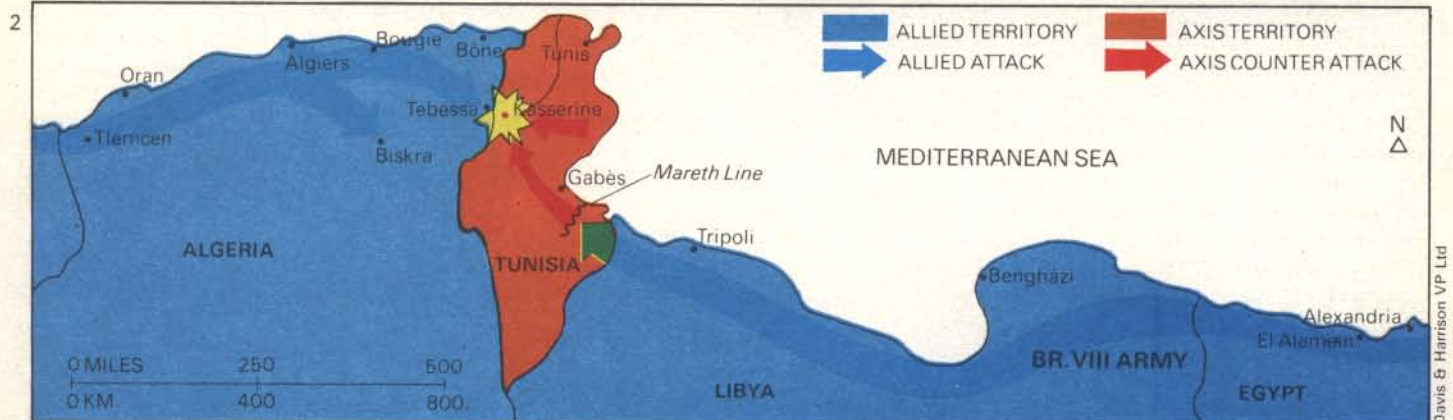 2
ALLIED TERRITORY
AXIS TERRITORY
ALLIED ATTACK
AXIS COUNTER ATTACK
Oran
Algiers
Bougie
Bône
Tunis
Tlemcen
Biskra
Tebessa
Kasserine
Gabès
Mareth Line
MEDITERRANEAN SEA
N
ALGERIA
TUNISIA
Tripoli
Bengházi
Alexandria
El Alamein
0 MILES 250 500
0 KM. 400 800.
LIBYA
BR. VIII ARMY
EGYPT
Davis & Harrison VP Ltd